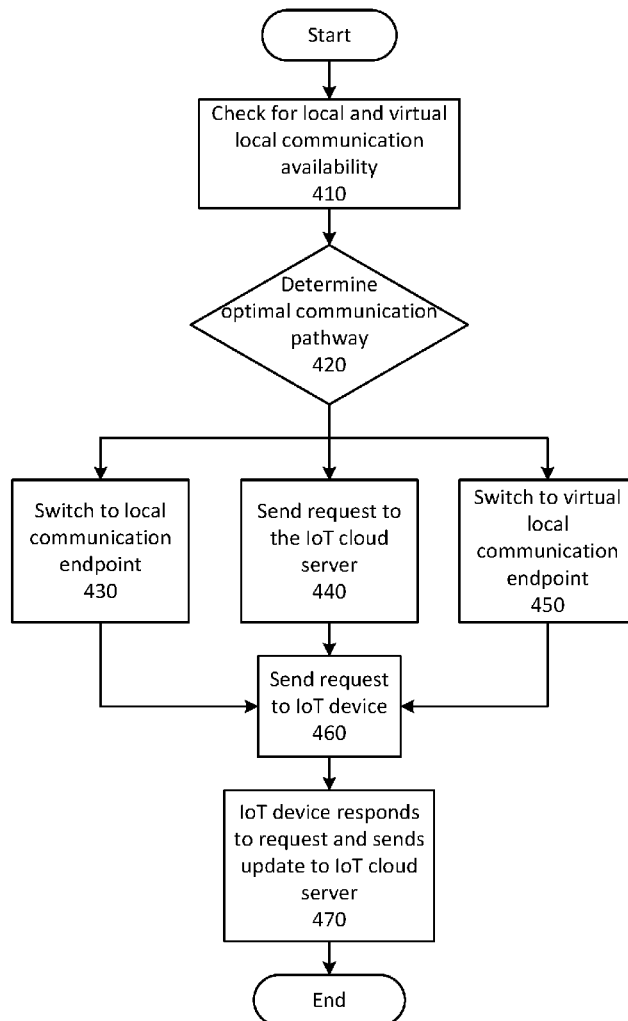 Start
Check for local and virtual
local communication
availability
410
Determine
optimal communication
pathway
420
Switch to local
communication
endpoint
430
Send request to
the IoT cloud
server
440
Switch to virtual
local
communication
endpoint
450
Send request
to IoT device
460
IoT device responds
to request and sends
update to IoT cloud
server
470
End